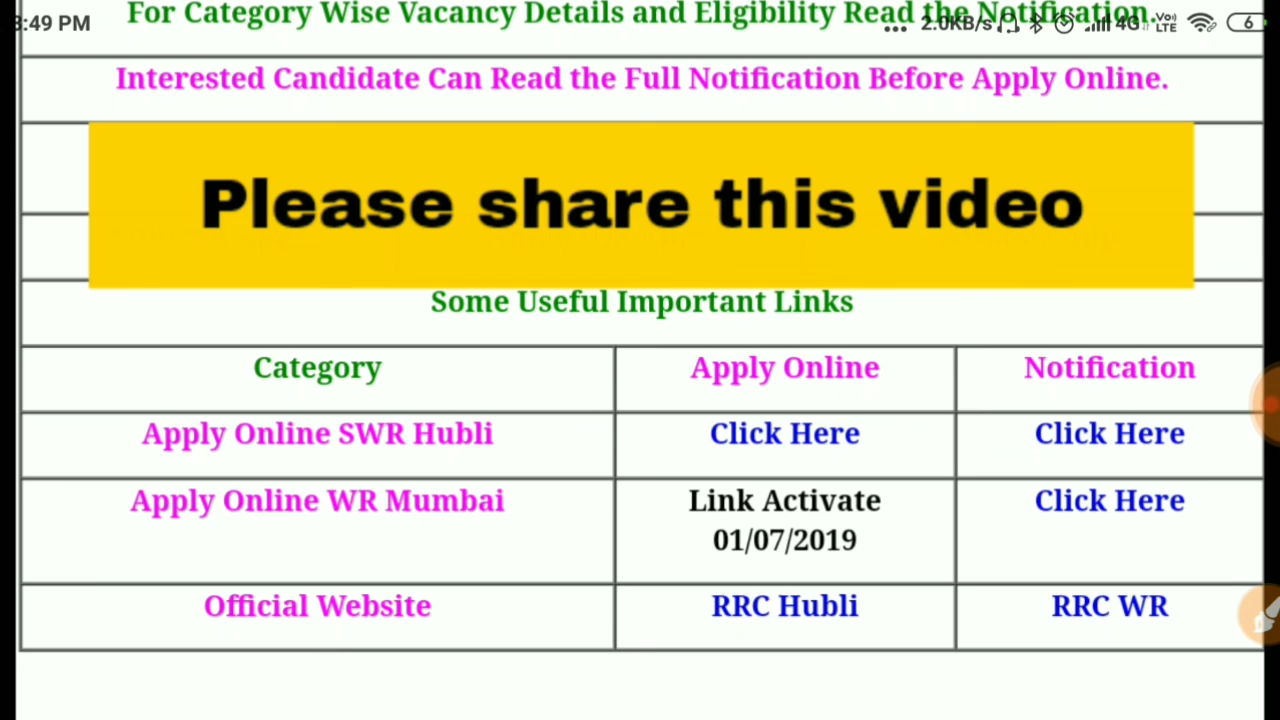 For Category Wise Vacancy Details and Eligibility Read the Notification.
:49 PM
... 2.0KB/s 4G Vo) LTE 6
Interested Candidate Can Read the Full Notification Before Apply Online.
Please share this video
Some Useful Important Links
Category Apply Online Notification
Apply Online SWR Hubli Click Here Click Here
Apply Online WR Mumbai Link Activate Click Here
01/07/2019
Official Website RRC Hubli RRC WR